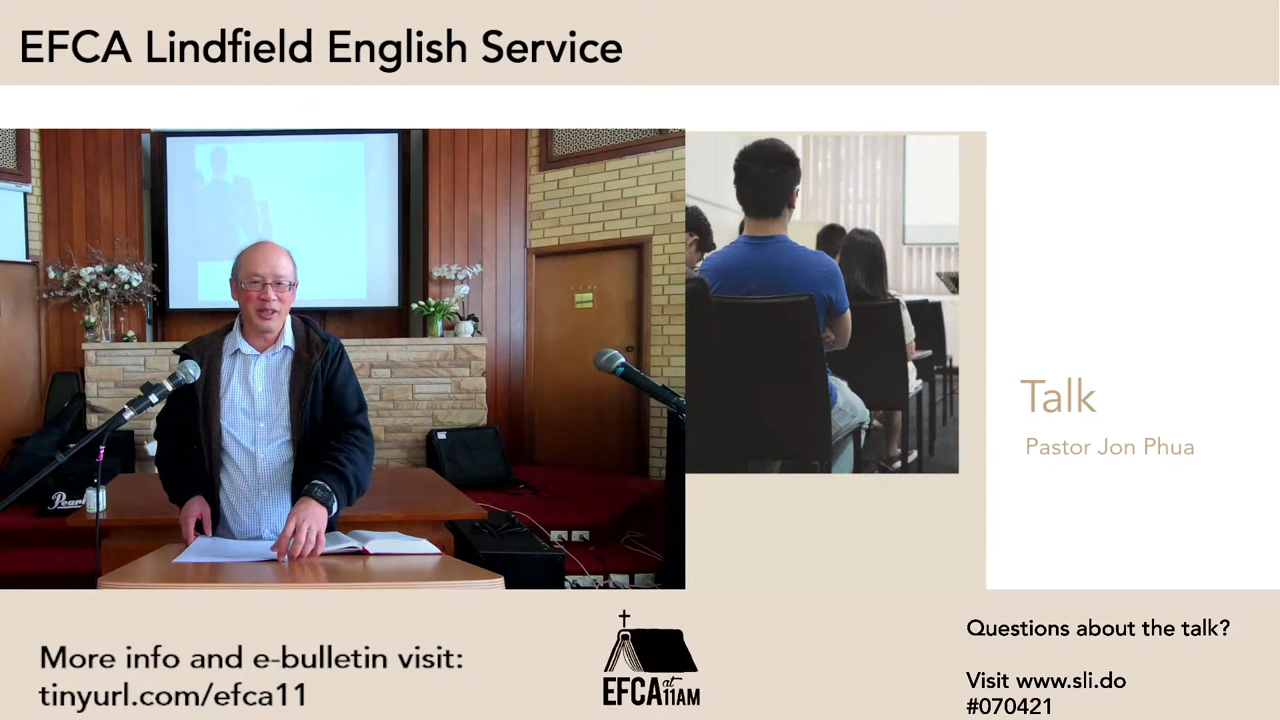 EFCA Lindfield English Service
Talk
Pastor Jon Phua
Pearl
More info and e-bulletin visit:
tinyurl.com/efca11
EFCA at 11AM
Questions about the talk?
Visit www.sli.do
#070421